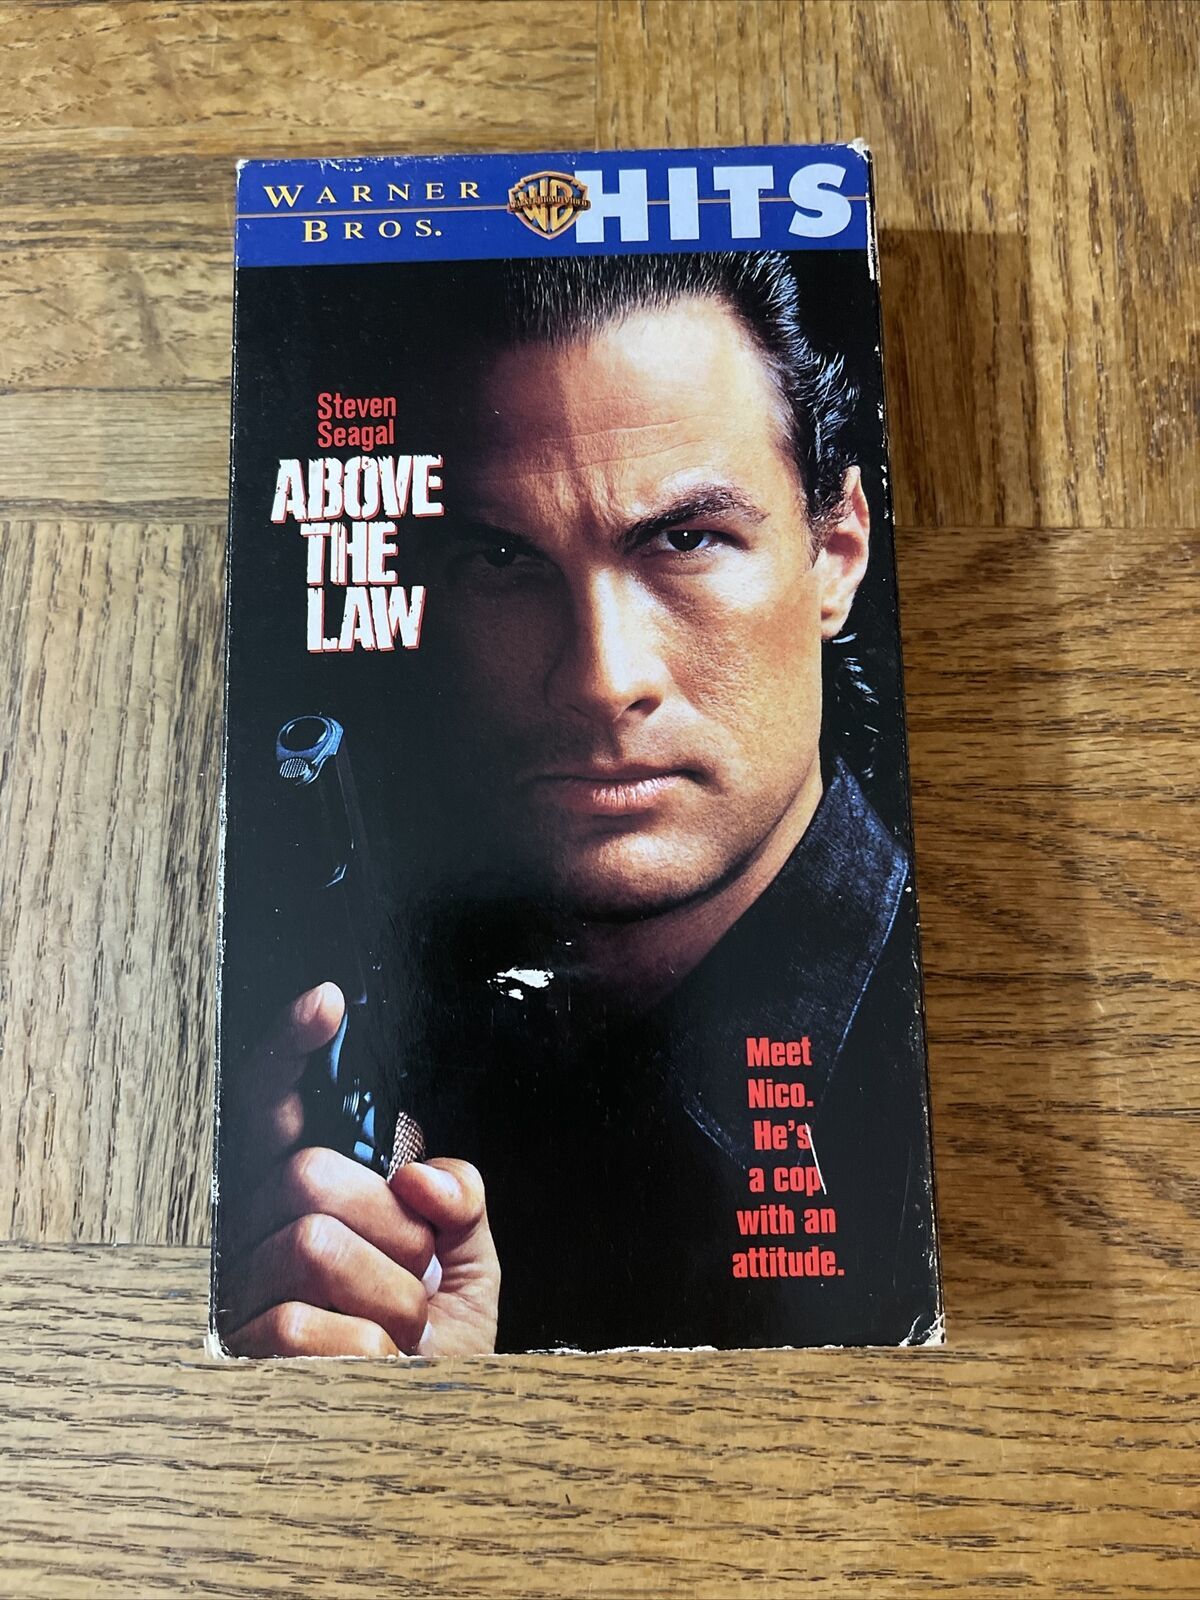 WARNER
BROS.
HITS
Steven
Seagal
ABOVE
THE
LAW
Meet
Nico.
He's
a cop
with an
attitude.